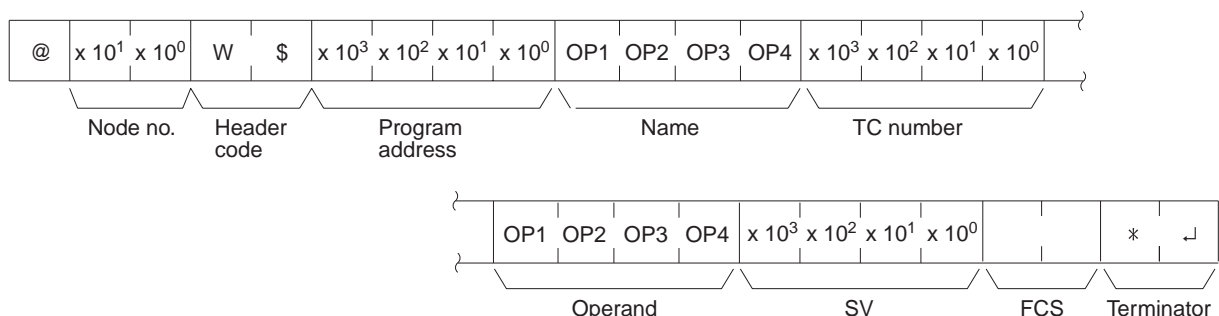 @ x 10¹ x 10⁰ W $ x 10³ x 10² x 10¹ x 10⁰ OP1 OP2 OP3 OP4 x 10³ x 10² x 10¹ x 10⁰
Node no. Header code Program address Name TC number
OP1 OP2 OP3 OP4 x 10³ x 10² x 10¹ x 10⁰ * ↵
Operand SV FCS Terminator